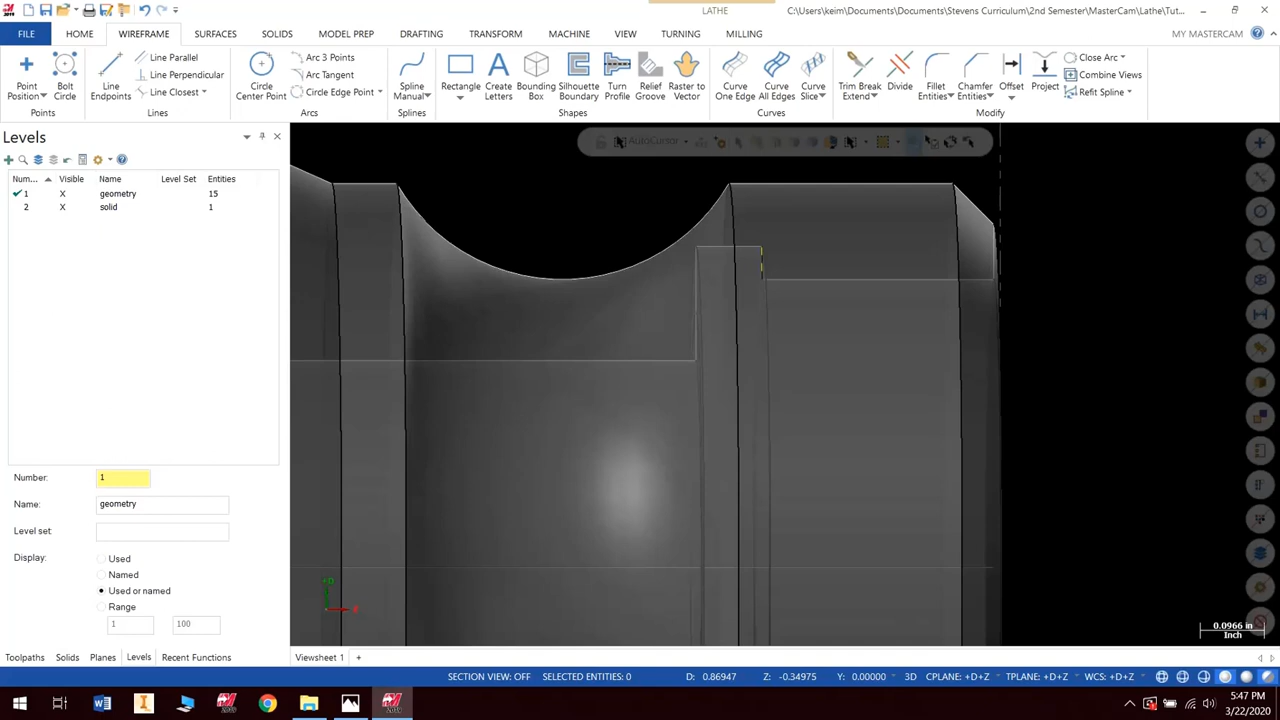 LATHE
C:\Users\keim\Documents\Documents\Stevens Curriculum\2nd Semester\MasterCam\Lathe\Tut...
FILE HOME WIREFRAME SURFACES SOLIDS MODEL PREP DRAFTING TRANSFORM MACHINE VIEW TURNING MILLING MY MASTERCAM
Point Position
Bolt Circle
Line Endpoints
Line Parallel
Line Perpendicular
Line Closest
Circle Center Point
Arc 3 Points
Arc Tangent
Circle Edge Point
Spline Manual
Rectangle
Create Letters
Bounding Box
Silhouette Boundary
Turn Profile
Relief Groove
Raster to Vector
Curve One Edge
Curve All Edges
Curve Slice
Trim Break Extend
Divide
Fillet Entities
Chamfer Entities
Offset
Project
Close Arc
Combine Views
Refit Spline
Points Lines Arcs Splines Shapes Curves Modify
Levels
AutoCursor
Num... Visible Name Level Set Entities
1 X geometry 15
2 X solid 1
Number: 1
Name: geometry
Level set:
Display: Used
Named
Used or named
Range
1 100
0.0966 in
Inch
Toolpaths Solids Planes Levels Recent Functions Viewsheet 1 +
SECTION VIEW: OFF SELECTED ENTITIES: 0 D: 0.86947 Z: -0.34975 Y: 0.00000 3D CPLANE: +D+Z TPLANE: +D+Z WCS: +D+Z
5:47 PM
3/22/2020